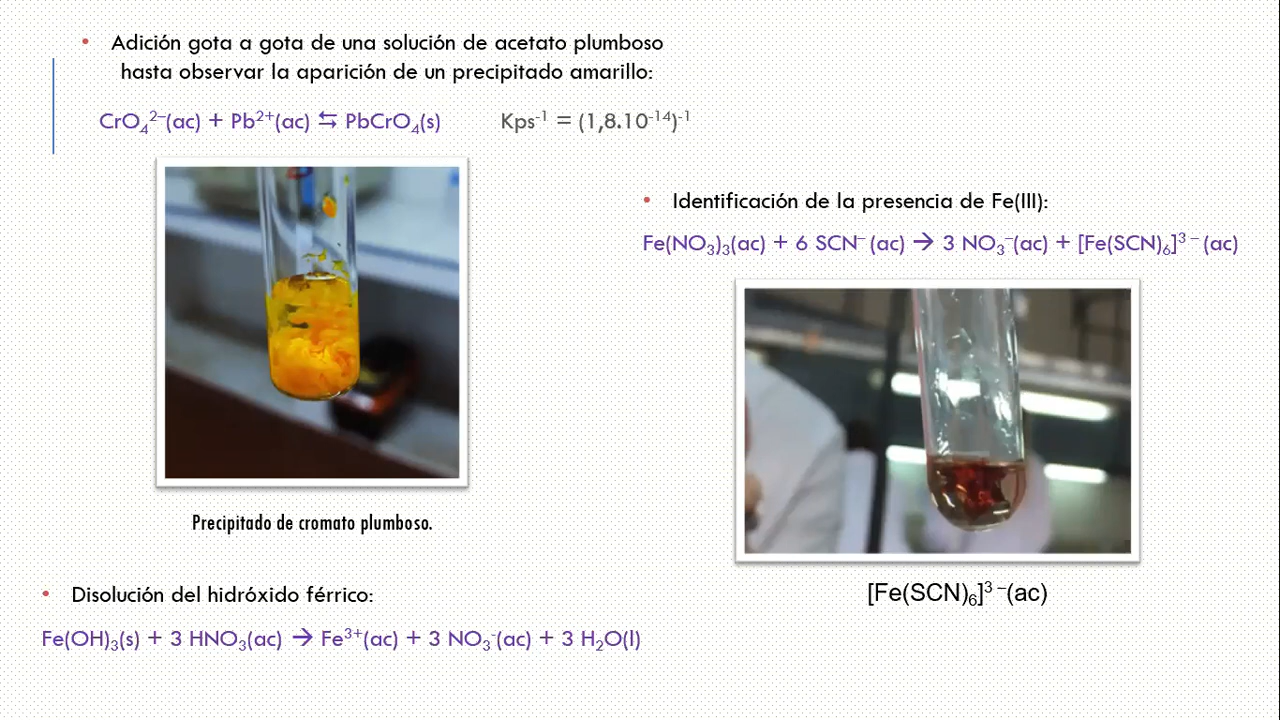 • Adición gota a gota de una solución de acetato plumboso
hasta observar la aparición de un precipitado amarillo:
CrO₄²⁻(ac) + Pb²⁺(ac) ⇆ PbCrO₄(s)
Kps⁻¹ = (1,8.10⁻¹⁴)⁻¹
Precipitado de cromato plumboso.
• Disolución del hidróxido férrico:
Fe(OH)₃(s) + 3 HNO₃(ac) → Fe³⁺(ac) + 3 NO₃⁻(ac) + 3 H₂O(l)
• Identificación de la presencia de Fe(III):
Fe(NO₃)₃(ac) + 6 SCN⁻ (ac) → 3 NO₃⁻(ac) + [Fe(SCN)₆]³⁻ (ac)
[Fe(SCN)₆]³⁻(ac)